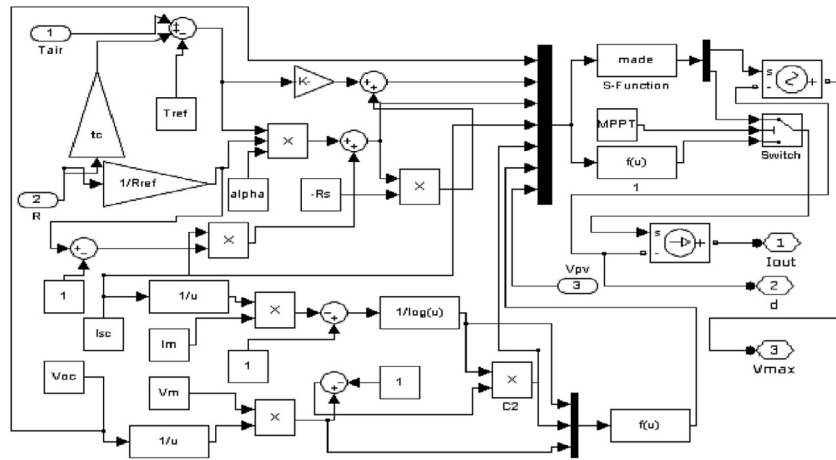 1
Tair
Tref
K-
tc
2
R
1/Rref
alpha
-Rs
made
S-Function
MPPT
f(u)
1
Switch
s
-
s
+
1
Iout
Vpv
3
2
d
3
Vmax
1
Isc
1/u
Im
1
1/log(u)
Voc
Vm
1
1/u
C2
f(u)